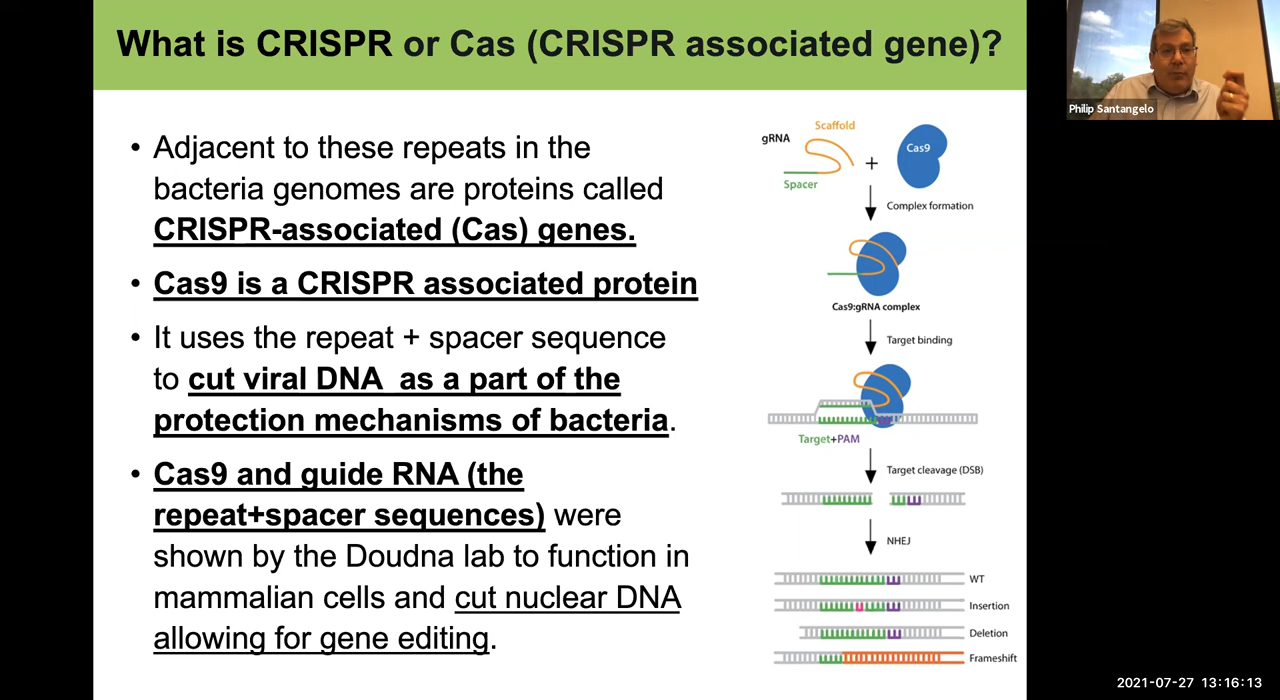 What is CRISPR or Cas (CRISPR associated gene)?
• Adjacent to these repeats in the
bacteria genomes are proteins called
CRISPR-associated (Cas) genes.
• Cas9 is a CRISPR associated protein
• It uses the repeat + spacer sequence
to cut viral DNA as a part of the
protection mechanisms of bacteria.
• Cas9 and guide RNA (the
repeat+spacer sequences) were
shown by the Doudna lab to function in
mammalian cells and cut nuclear DNA
allowing for gene editing.
Scaffold
gRNA
+
Cas9
Spacer
Complex formation
Cas9:gRNA complex
Target binding
Target+PAM
Target cleavage (DSB)
NHEJ
WT
Insertion
Deletion
Frameshift
Philip Santangelo
2021-07-27 13:16:13